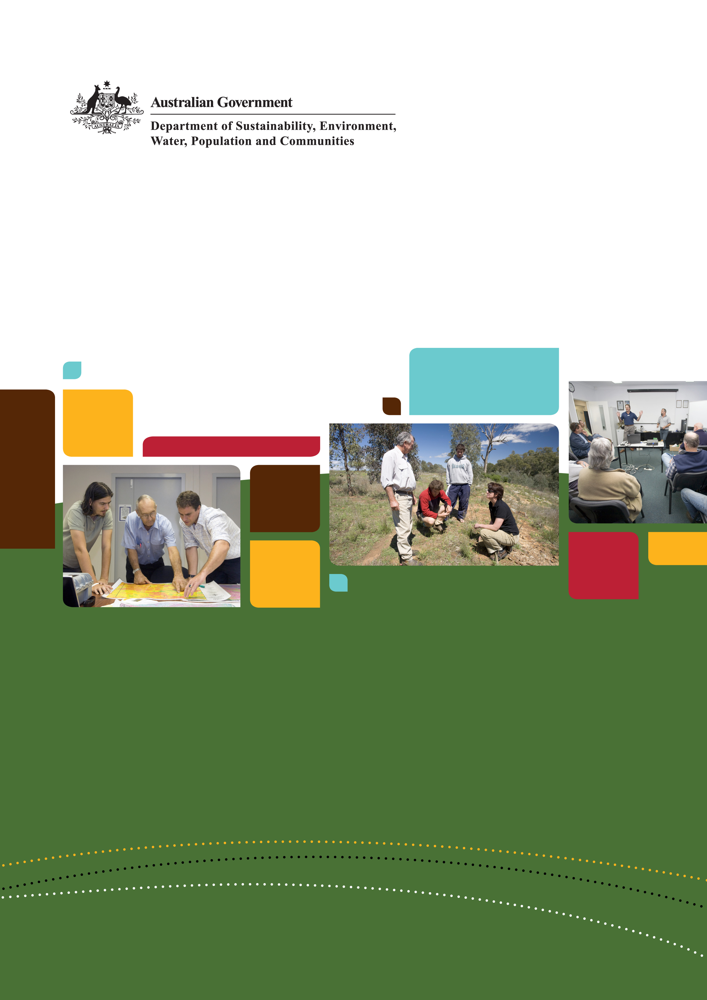 AUSTRALIA
Australian Government
Department of Sustainability, Environment,
Water, Population and Communities